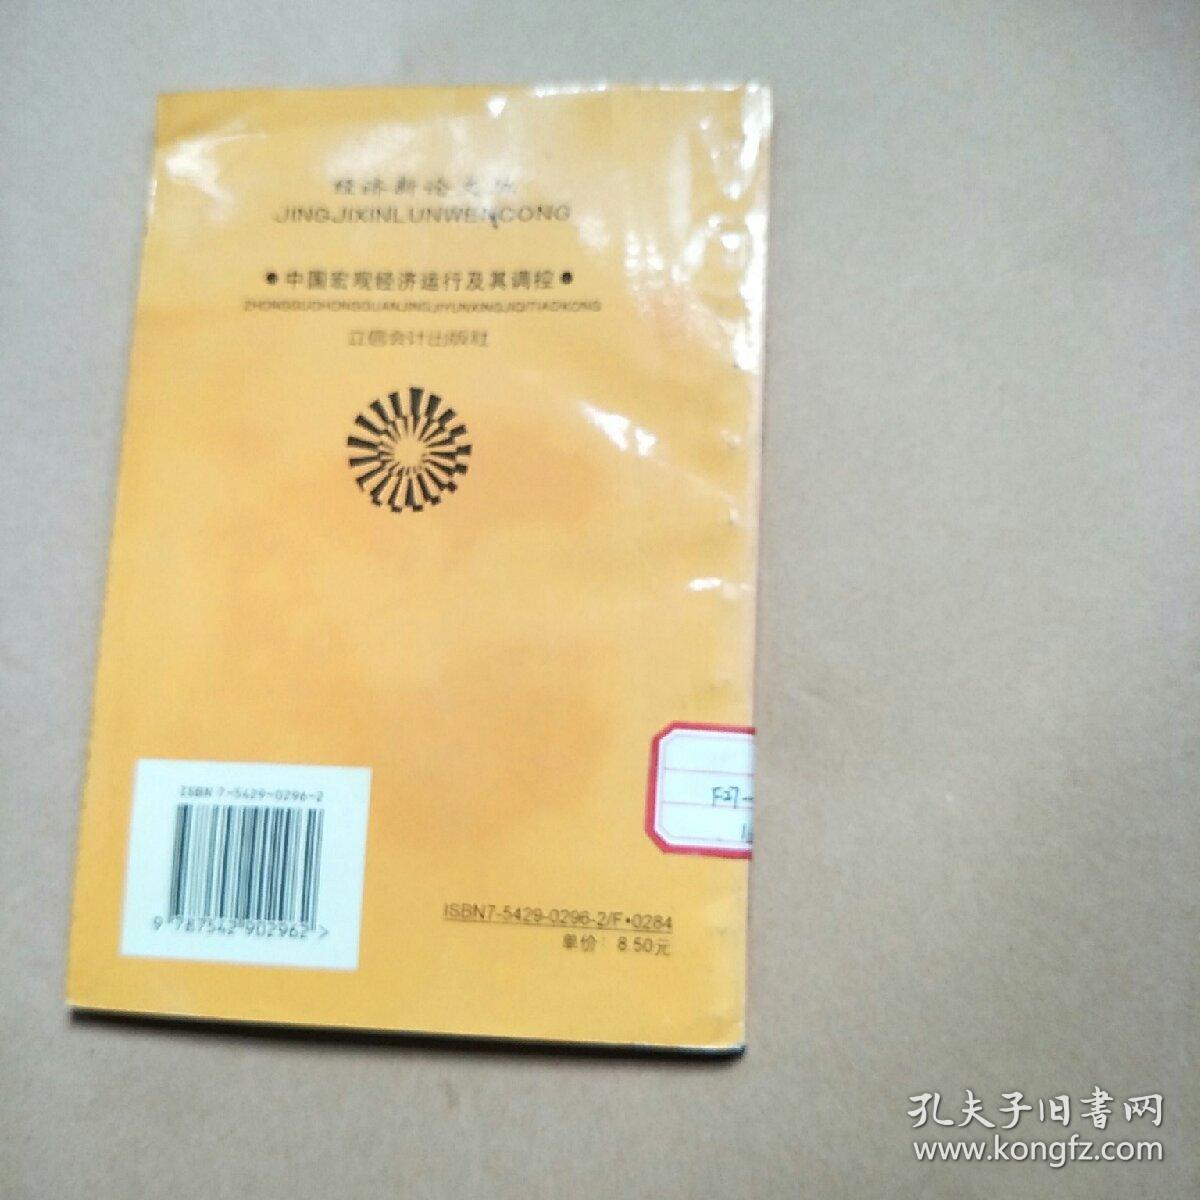 经济新论文丛
JINGJIXINLUNWENCONG
•中国宏观经济运行及其调控•
ZHONGGUOHONGGUANJINGJIYUNXINGJIQITIAOKONG
立信会计出版社
F27-
ISBN 7-5429-0296-2
9 787542 902962 >
ISBN7-5429-0296-2/F•0284
单价：8.50元
孔夫子旧书网
www.kongfz.com